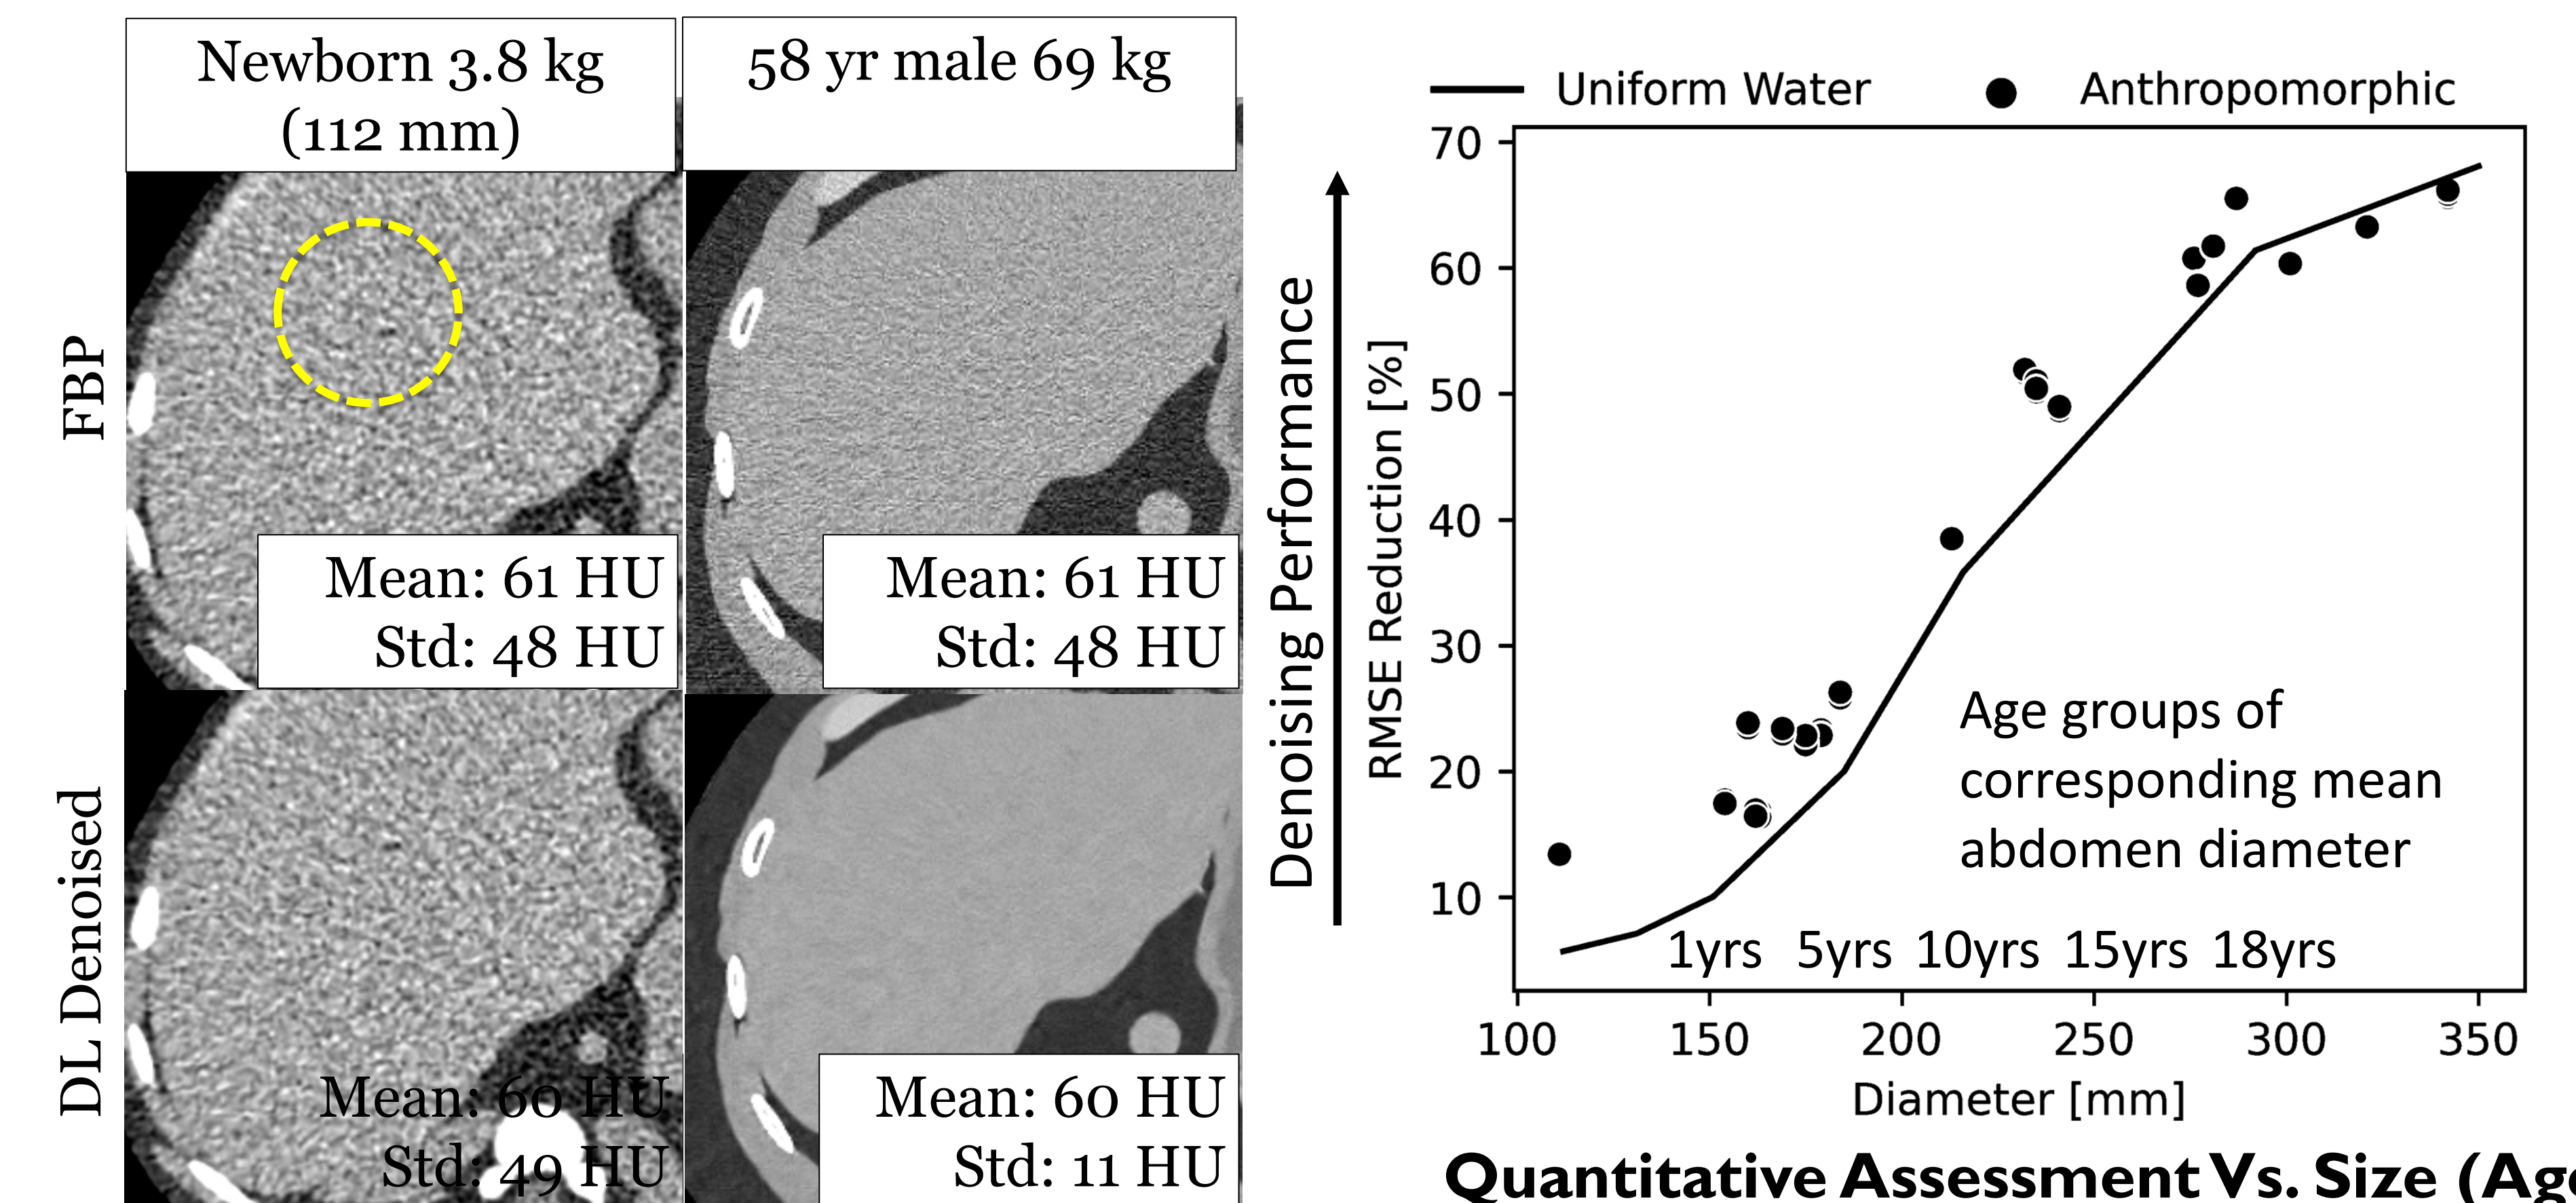 Newborn 3.8 kg
(112 mm)
58 yr male 69 kg
FBP
Mean: 61 HU
Std: 48 HU
Mean: 61 HU
Std: 48 HU
DL Denoised
Mean: 60 HU
Std: 49 HU
Mean: 60 HU
Std: 11 HU
Denoising Performance
Uniform Water
Anthropomorphic
RMSE Reduction [%]
70
60
50
40
30
20
10
Age groups of
corresponding mean
abdomen diameter
1yrs 5yrs 10yrs 15yrs 18yrs
100 150 200 250 300 350
Diameter [mm]
Quantitative Assessment Vs. Size (Ag